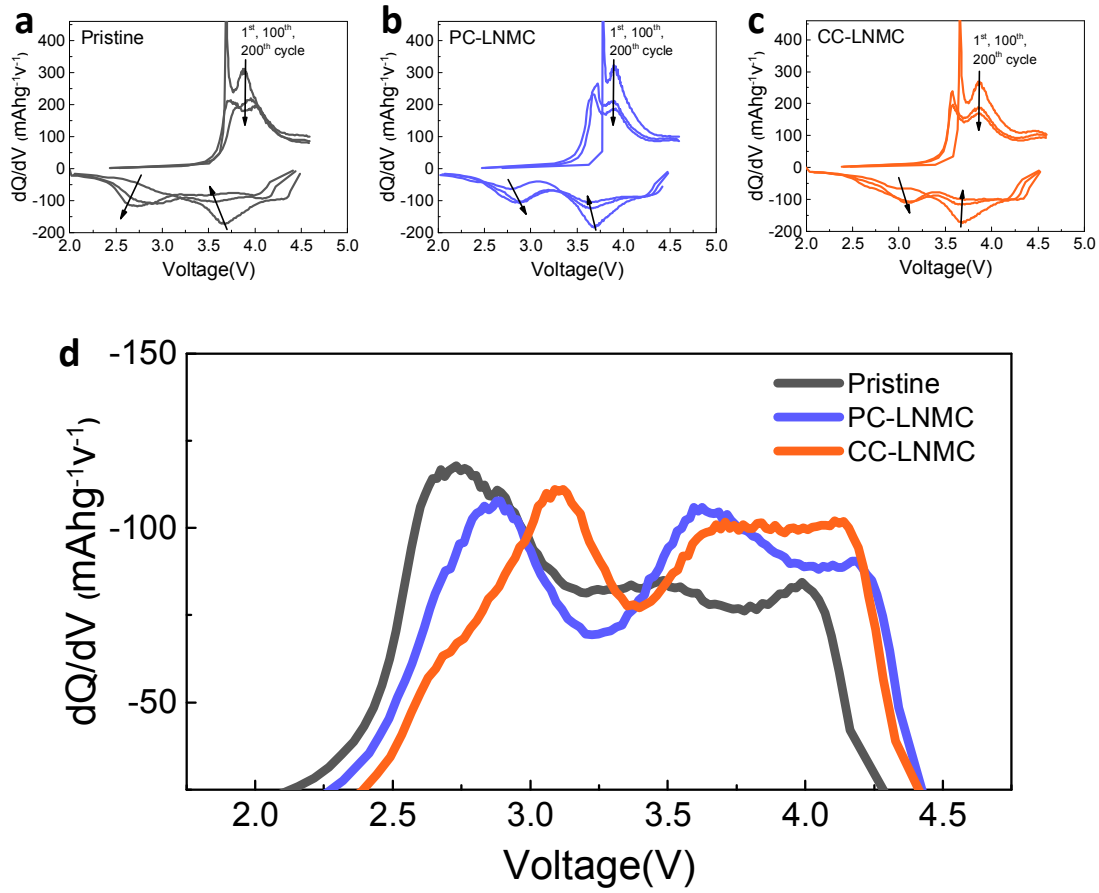 a
Pristine
1st, 100th,
200th cycle
400
300
200
100
0
-100
-200
2.0 2.5 3.0 3.5 4.0 4.5 5.0
Voltage(V)
dQ/dV (mAhg-1v-1)
b
PC-LNMC
1st, 100th,
200th cycle
400
300
200
100
0
-100
-200
2.0 2.5 3.0 3.5 4.0 4.5 5.0
Voltage(V)
dQ/dV (mAhg-1v-1)
c
CC-LNMC
1st, 100th,
200th cycle
400
300
200
100
0
-100
-200
2.0 2.5 3.0 3.5 4.0 4.5 5.0
Voltage(V)
dQ/dV (mAhg-1v-1)
d
-150
-100
-50
Pristine
PC-LNMC
CC-LNMC
2.0 2.5 3.0 3.5 4.0 4.5
Voltage(V)
dQ/dV (mAhg-1v-1)